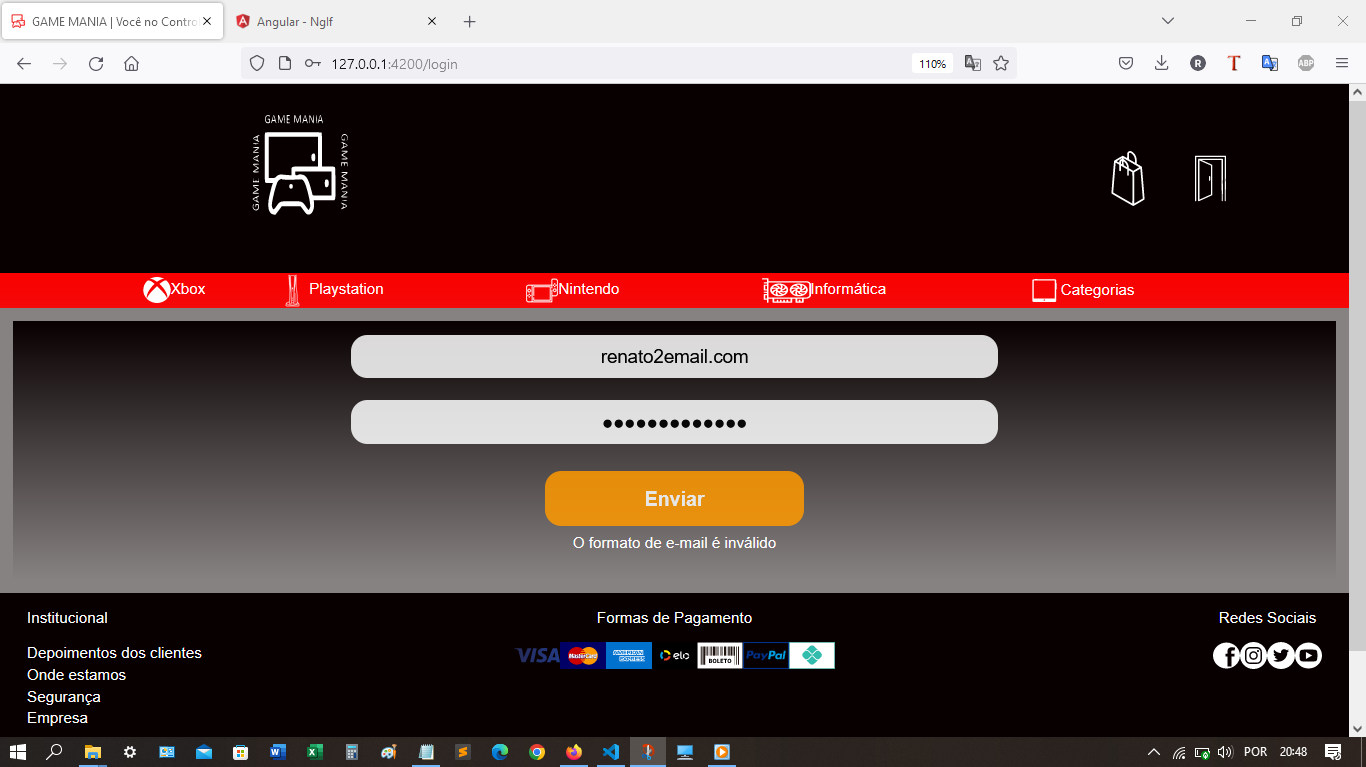 GAME MANIA | Você no Contro
Angular - NgIf
127.0.0.1:4200/login
110%
R
T
ABP
GAME MANIA
GAME MANIA
GAME MANIA
Xbox
Playstation
Nintendo
Informática
Categorias
renato2email.com
Enviar
O formato de e-mail é inválido
Institucional
Formas de Pagamento
Redes Sociais
VISA
MasterCard
AMERICAN EXPRESS
elo
BOLETO
PayPal
Depoimentos dos clientes
Onde estamos
Segurança
Empresa
POR
20:48